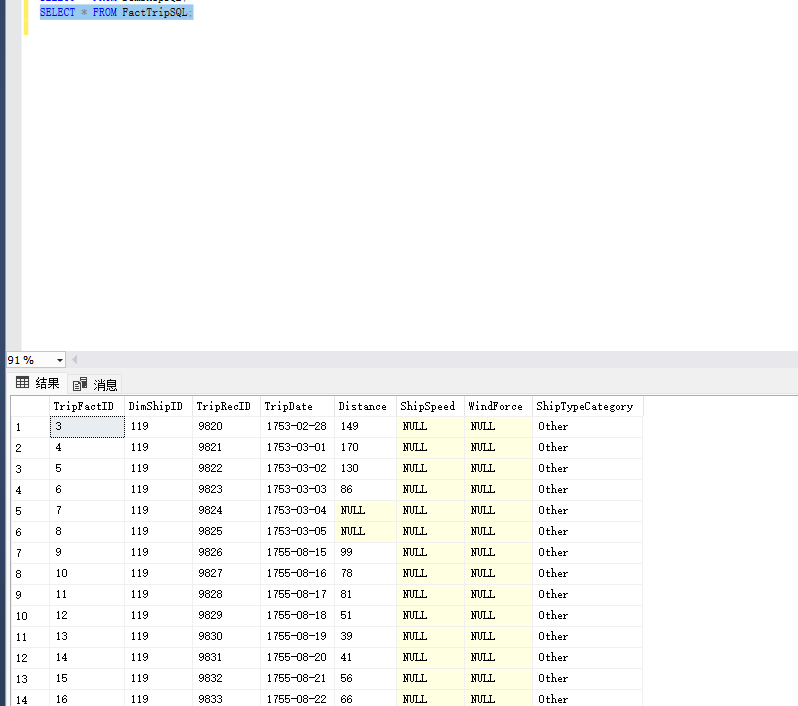 SELECT * FROM FactTripSQL;
91 %
结果 消息
TripFactID DimShipID TripRecID TripDate Distance ShipSpeed WindForce ShipTypeCategory
1 3 119 9820 1753-02-28 149 NULL NULL Other
2 4 119 9821 1753-03-01 170 NULL NULL Other
3 5 119 9822 1753-03-02 130 NULL NULL Other
4 6 119 9823 1753-03-03 86 NULL NULL Other
5 7 119 9824 1753-03-04 NULL NULL NULL Other
6 8 119 9825 1753-03-05 NULL NULL NULL Other
7 9 119 9826 1755-08-15 99 NULL NULL Other
8 10 119 9827 1755-08-16 78 NULL NULL Other
9 11 119 9828 1755-08-17 81 NULL NULL Other
10 12 119 9829 1755-08-18 51 NULL NULL Other
11 13 119 9830 1755-08-19 39 NULL NULL Other
12 14 119 9831 1755-08-20 41 NULL NULL Other
13 15 119 9832 1755-08-21 56 NULL NULL Other
14 16 119 9833 1755-08-22 66 NULL NULL Other